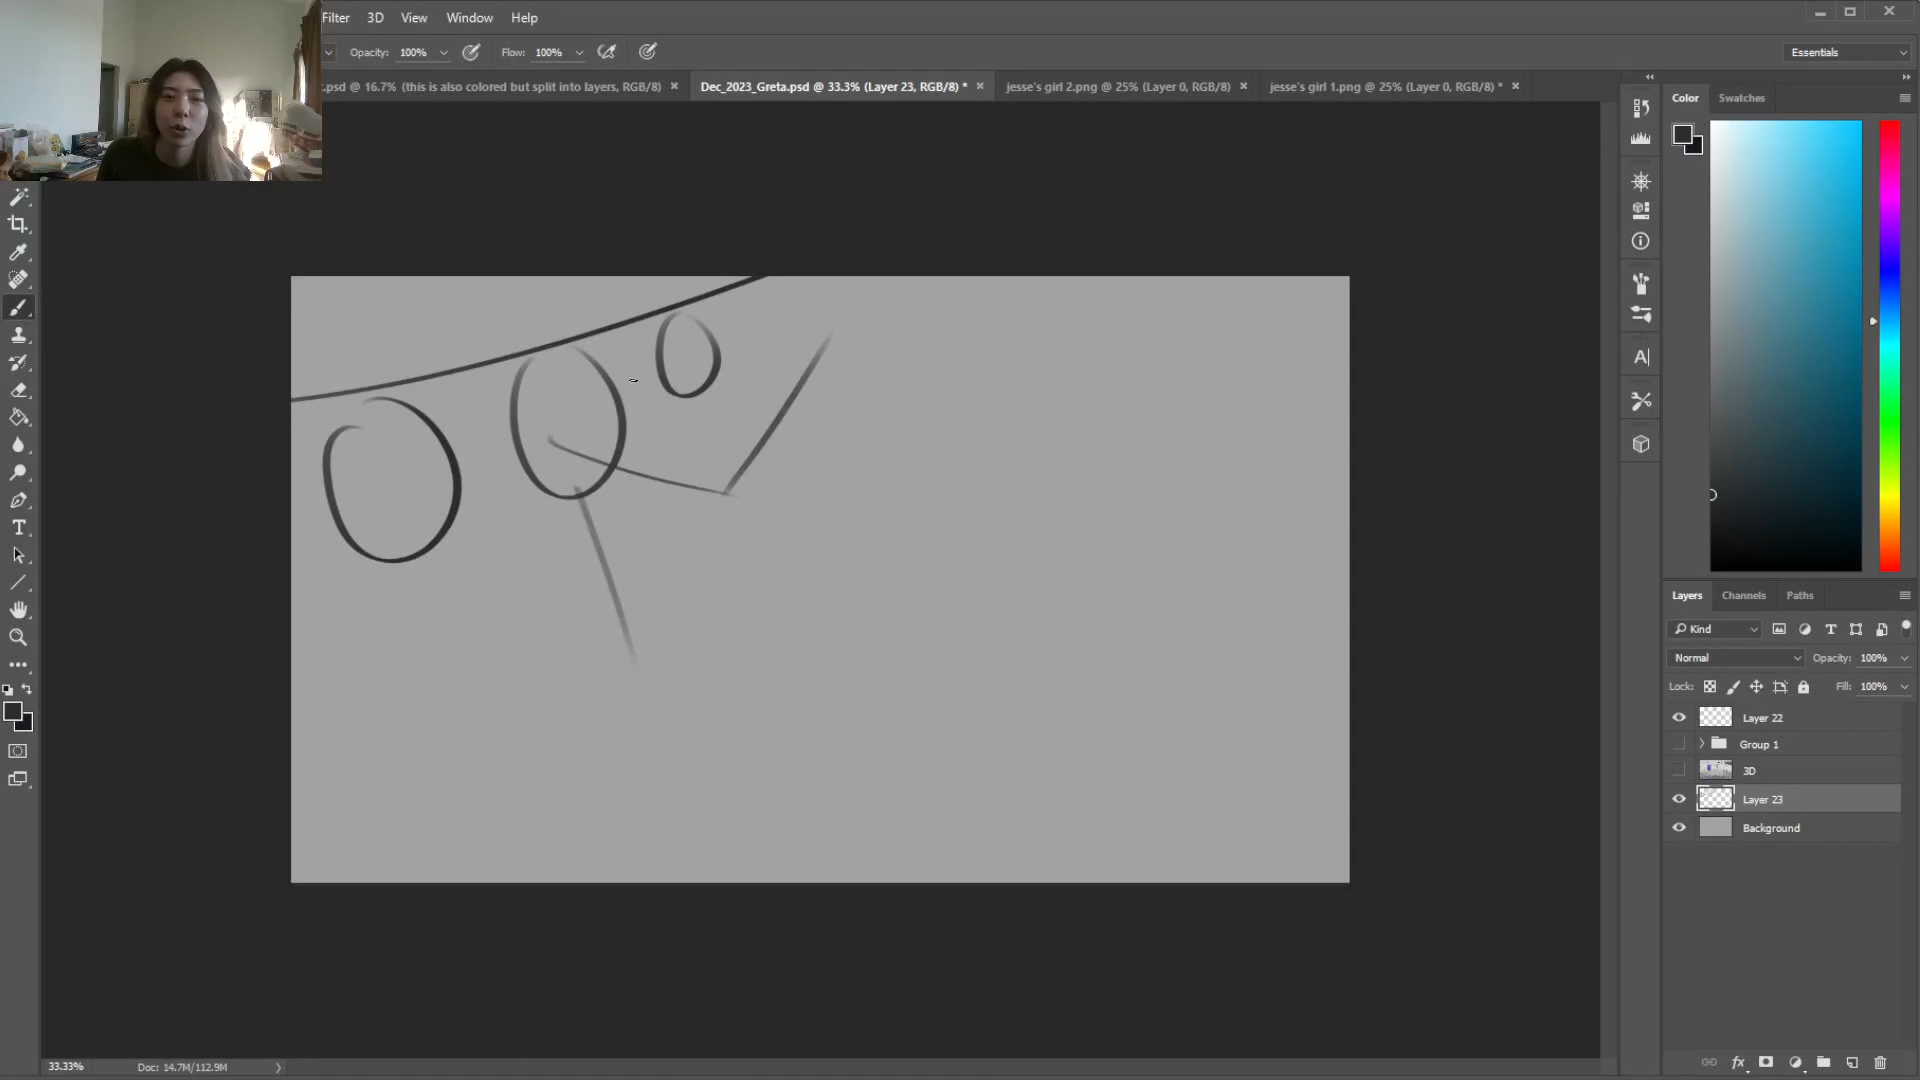 Filter 3D View Window Help
Opacity: 100% Flow: 100% Essentials
.psd @ 16.7% (this is also colored but split into layers, RGB/8) × Dec_2023_Greta.psd @ 33.3% (Layer 23, RGB/8) * × jesse's girl 2.png @ 25% (Layer 0, RGB/8) × jesse's girl 1.png @ 25% (Layer 0, RGB/8) * ×
Color Swatches
Layers Channels Paths
Kind
Normal Opacity: 100%
Lock: Fill: 100%
Layer 22
Group 1
3D
Layer 23
Background
33.33% Doc: 14.7M/112.9M